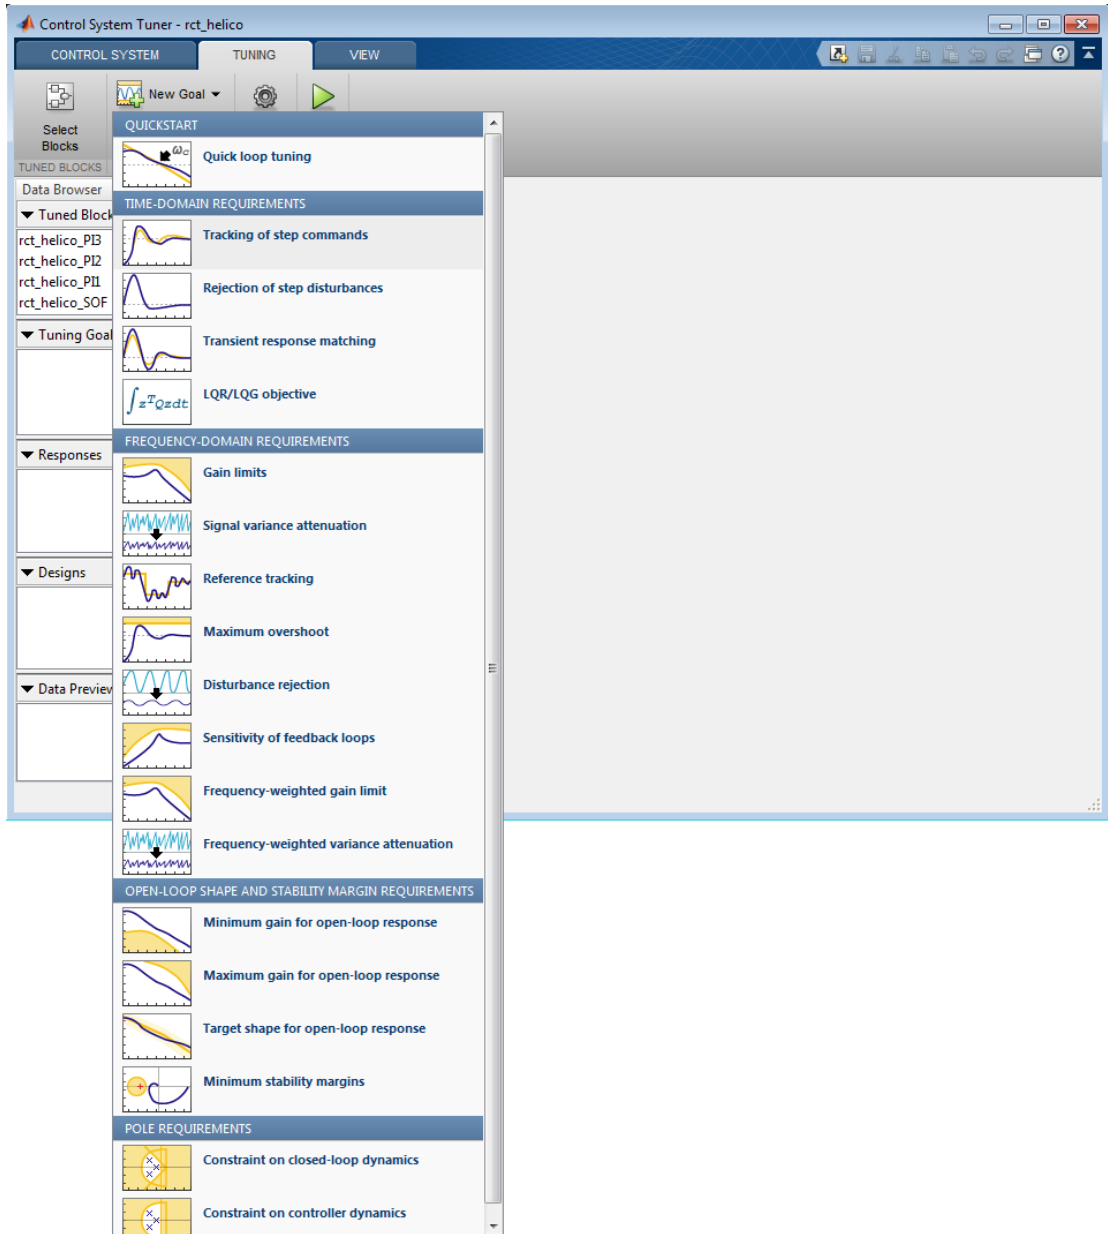 Control System Tuner - rct_helico
CONTROL SYSTEM
TUNING
VIEW
New Goal
Select
Blocks
TUNED BLOCKS
Data Browser
Tuned Block
rct_helico_PI3
rct_helico_PI2
rct_helico_PI1
rct_helico_SOF
Tuning Goal
Responses
Designs
Data Preview
QUICKSTART
ωc
Quick loop tuning
TIME-DOMAIN REQUIREMENTS
Tracking of step commands
Rejection of step disturbances
Transient response matching
∫zᵀQzdt
LQR/LQG objective
FREQUENCY-DOMAIN REQUIREMENTS
Gain limits
Signal variance attenuation
Reference tracking
Maximum overshoot
Disturbance rejection
Sensitivity of feedback loops
Frequency-weighted gain limit
Frequency-weighted variance attenuation
OPEN-LOOP SHAPE AND STABILITY MARGIN REQUIREMENTS
Minimum gain for open-loop response
Maximum gain for open-loop response
Target shape for open-loop response
Minimum stability margins
POLE REQUIREMENTS
Constraint on closed-loop dynamics
Constraint on controller dynamics